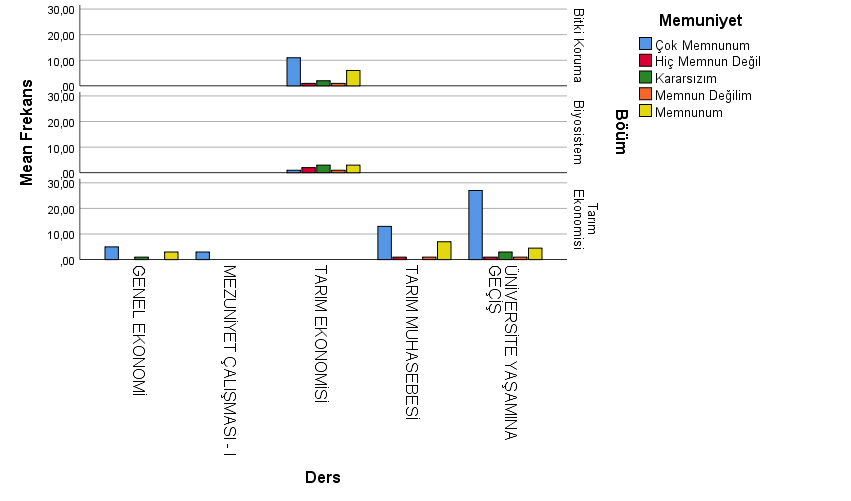 Mean Frekans
30,00
20,00
10,00
,00
Bitki Koruma
30,00
20,00
10,00
,00
Biyosistem
30,00
20,00
10,00
,00
Tarım
Ekonomisi
Böüm
GENEL EKONOMİ
MEZUNİYET ÇALIŞMASI - I
TARIM EKONOMİSİ
TARIM MUHASEBESİ
ÜNİVERSİTE YAŞAMINA
GEÇİŞ
Ders
Memuniyet
Çok Memnunum
Hiç Memnun Değil
Kararsızım
Memnun Değilim
Memnunum